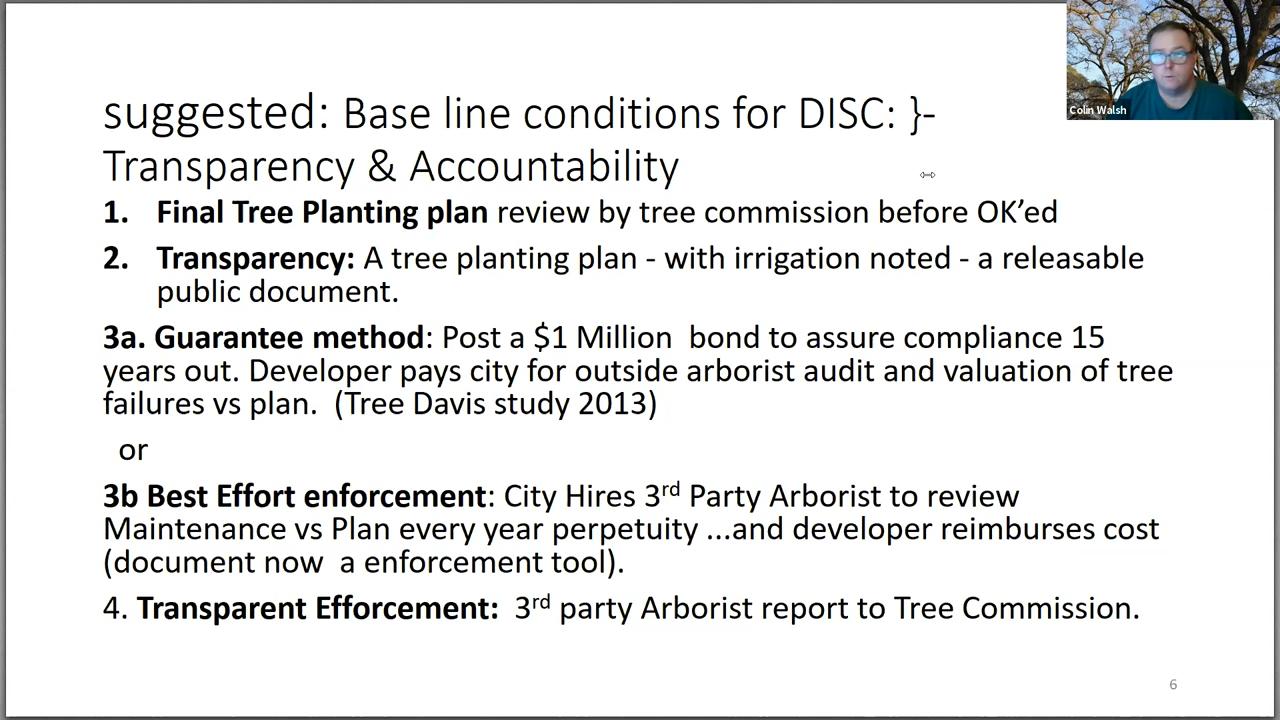 Colin Walsh
suggested: Base line conditions for DISC: }-
Transparency & Accountability
1. Final Tree Planting plan review by tree commission before OK’ed
2. Transparency: A tree planting plan - with irrigation noted - a releasable
public document.
3a. Guarantee method: Post a $1 Million bond to assure compliance 15
years out. Developer pays city for outside arborist audit and valuation of tree
failures vs plan. (Tree Davis study 2013)
or
3b Best Effort enforcement: City Hires 3rd Party Arborist to review
Maintenance vs Plan every year perpetuity ...and developer reimburses cost
(document now a enforcement tool).
4. Transparent Efforcement: 3rd party Arborist report to Tree Commission.
6